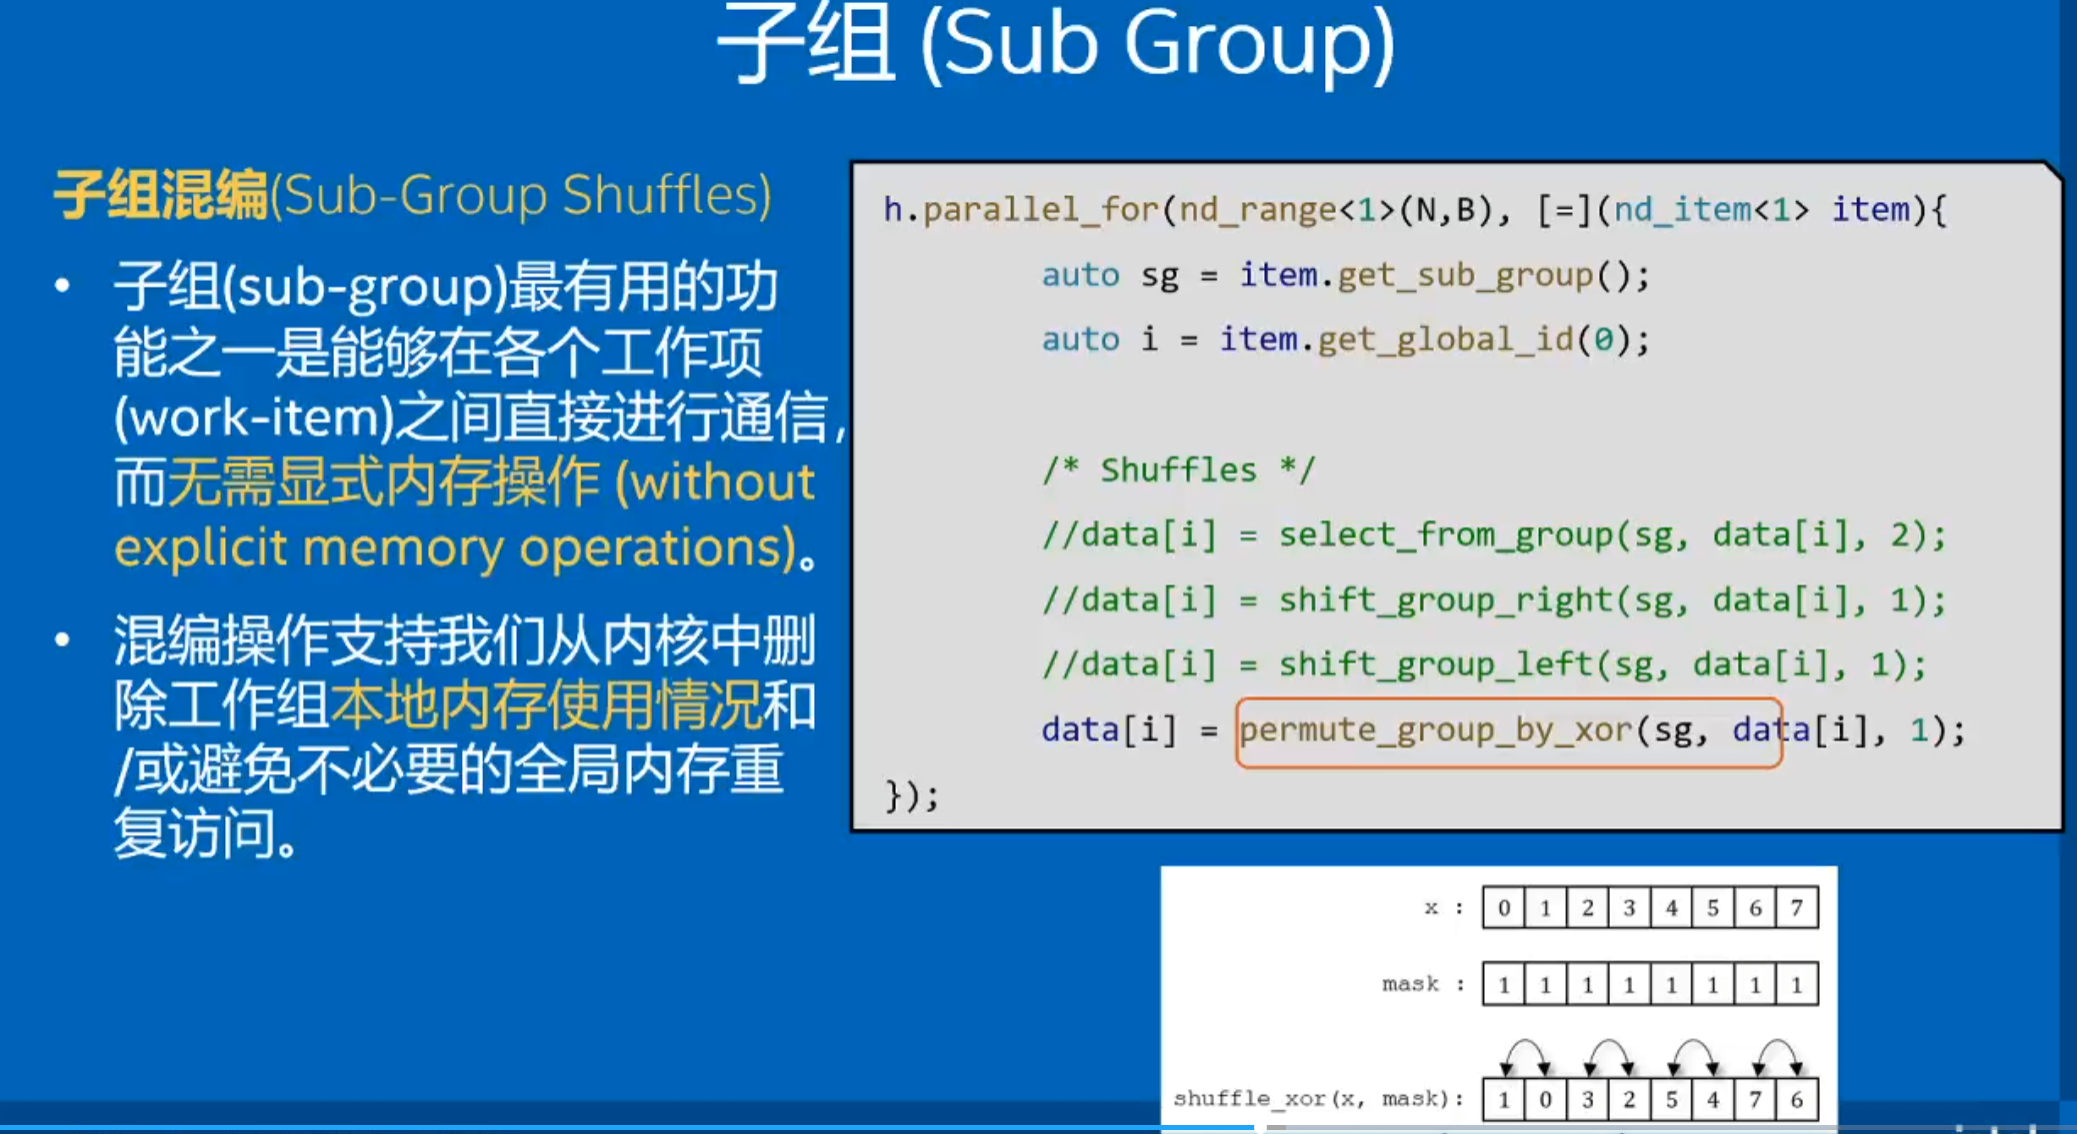 子组 (Sub Group)
子组混编(Sub-Group Shuffles)
• 子组(sub-group)最有用的功
能之一是能够在各个工作项
(work-item)之间直接进行通信,
而无需显式内存操作 (without
explicit memory operations)。
• 混编操作支持我们从内核中删
除工作组本地内存使用情况和
/或避免不必要的全局内存重
复访问。
h.parallel_for(nd_range<1>(N,B), [=](nd_item<1> item){
auto sg = item.get_sub_group();
auto i = item.get_global_id(0);
/* Shuffles */
//data[i] = select_from_group(sg, data[i], 2);
//data[i] = shift_group_right(sg, data[i], 1);
//data[i] = shift_group_left(sg, data[i], 1);
data[i] = permute_group_by_xor(sg, data[i], 1);
});
x : 0 1 2 3 4 5 6 7
mask : 1 1 1 1 1 1 1 1
shuffle_xor(x, mask): 1 0 3 2 5 4 7 6